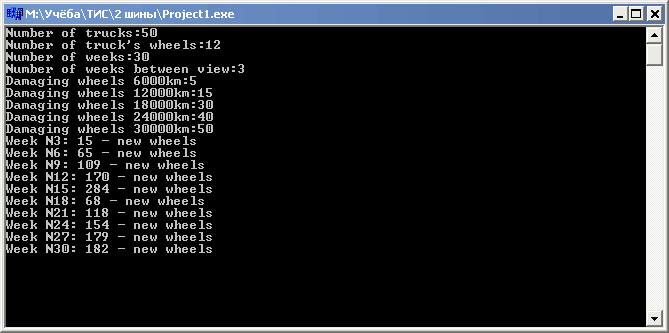 M:\Учёба\ТИС\2 шины\Project1.exe
Number of trucks:50
Number of truck's wheels:12
Number of weeks:30
Number of weeks between view:3
Damaging wheels 6000km:5
Damaging wheels 12000km:15
Damaging wheels 18000km:30
Damaging wheels 24000km:40
Damaging wheels 30000km:50
Week N3: 15 - new wheels
Week N6: 65 - new wheels
Week N9: 109 - new wheels
Week N12: 170 - new wheels
Week N15: 284 - new wheels
Week N18: 68 - new wheels
Week N21: 118 - new wheels
Week N24: 154 - new wheels
Week N27: 179 - new wheels
Week N30: 182 - new wheels